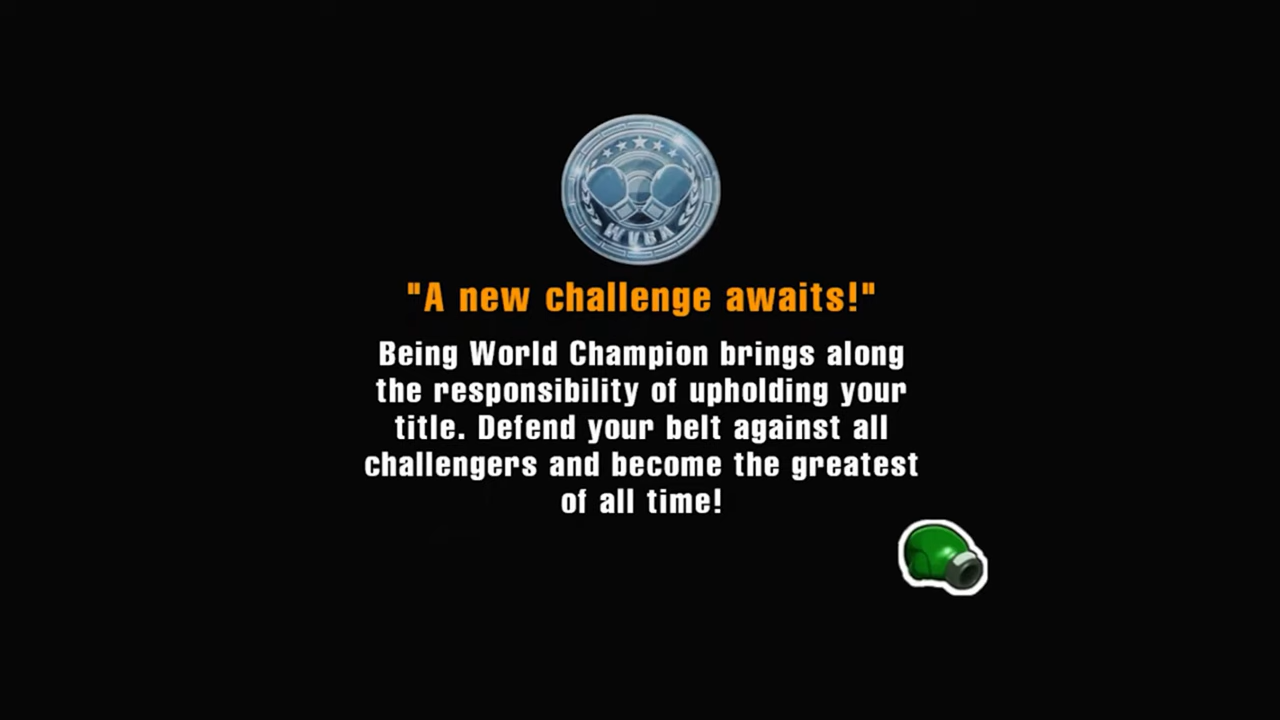 WVBA
"A new challenge awaits!"
Being World Champion brings along
the responsibility of upholding your
title. Defend your belt against all
challengers and become the greatest
of all time!